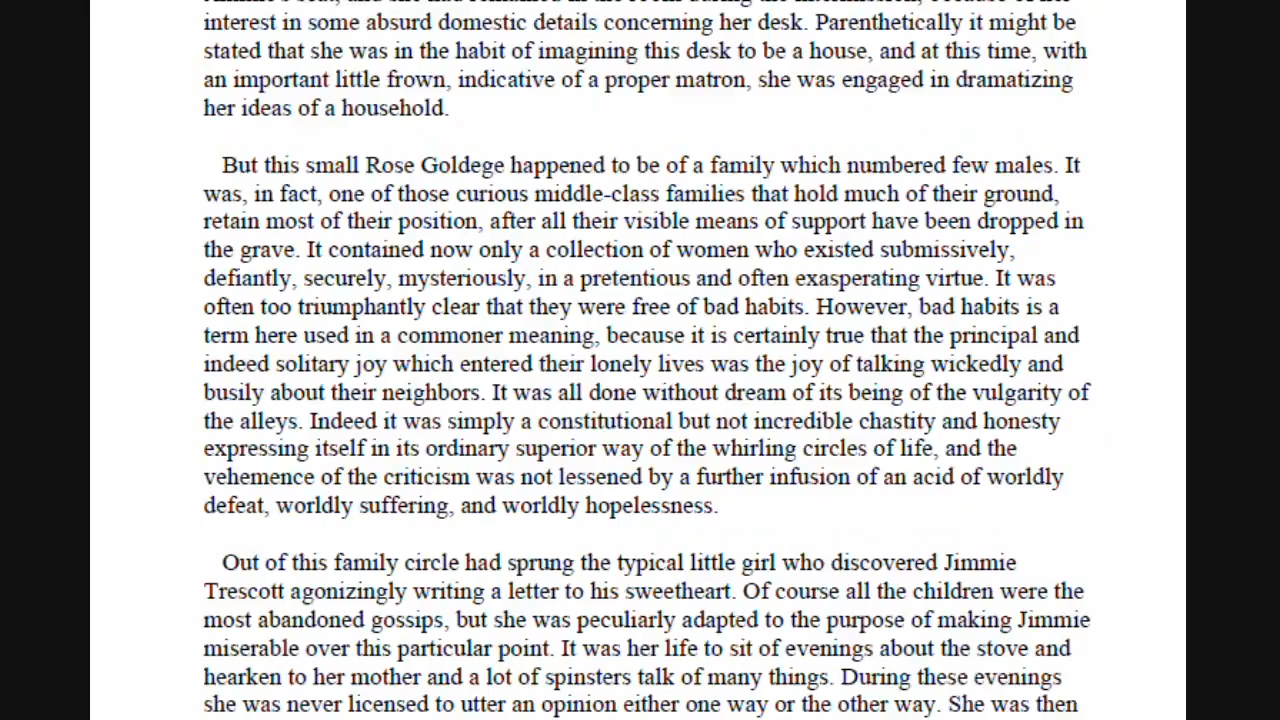 interest in some absurd domestic details concerning her desk. Parenthetically it might be
stated that she was in the habit of imagining this desk to be a house, and at this time, with
an important little frown, indicative of a proper matron, she was engaged in dramatizing
her ideas of a household.
But this small Rose Goldege happened to be of a family which numbered few males. It
was, in fact, one of those curious middle-class families that hold much of their ground,
retain most of their position, after all their visible means of support have been dropped in
the grave. It contained now only a collection of women who existed submissively,
defiantly, securely, mysteriously, in a pretentious and often exasperating virtue. It was
often too triumphantly clear that they were free of bad habits. However, bad habits is a
term here used in a commoner meaning, because it is certainly true that the principal and
indeed solitary joy which entered their lonely lives was the joy of talking wickedly and
busily about their neighbors. It was all done without dream of its being of the vulgarity of
the alleys. Indeed it was simply a constitutional but not incredible chastity and honesty
expressing itself in its ordinary superior way of the whirling circles of life, and the
vehemence of the criticism was not lessened by a further infusion of an acid of worldly
defeat, worldly suffering, and worldly hopelessness.
Out of this family circle had sprung the typical little girl who discovered Jimmie
Trescott agonizingly writing a letter to his sweetheart. Of course all the children were the
most abandoned gossips, but she was peculiarly adapted to the purpose of making Jimmie
miserable over this particular point. It was her life to sit of evenings about the stove and
hearken to her mother and a lot of spinsters talk of many things. During these evenings
she was never licensed to utter an opinion either one way or the other way. She was then